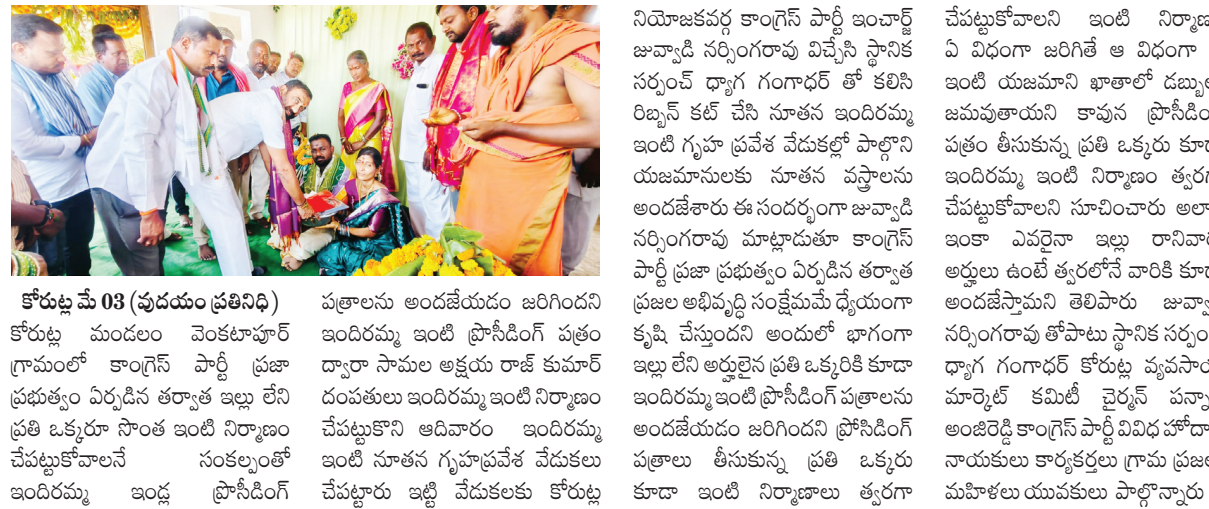 కోరుట్ల మే 03 (వుదయం ప్రతినిధి)
కోరుట్ల మండలం వెంకటాపూర్
గ్రామంలో కాంగ్రెస్ పార్టీ ప్రజా
ప్రభుత్వం ఏర్పడిన తర్వాత ఇల్లు లేని
ప్రతి ఒక్కరూ సొంత ఇంటి నిర్మాణం
చేపట్టుకోవాలనే సంకల్పంతో
ఇందిరమ్మ ఇండ్ల ప్రొసీడింగ్
పత్రాలను అందజేయడం జరిగిందని
ఇందిరమ్మ ఇంటి ప్రొసీడింగ్ పత్రం
ద్వారా సామల అక్షయ రాజ్ కుమార్
దంపతులు ఇందిరమ్మ ఇంటి నిర్మాణం
చేపట్టుకొని ఆదివారం ఇందిరమ్మ
ఇంటి నూతన గృహప్రవేశ వేడుకలు
చేపట్టారు ఇట్టి వేడుకలకు కోరుట్ల
నియోజకవర్గ కాంగ్రెస్ పార్టీ ఇంచార్జ్
జువ్వాడి నర్సింగరావు విచ్చేసి స్థానిక
సర్పంచ్ ధ్యాగ గంగాధర్ తో కలిసి
రిబ్బన్ కట్ చేసి నూతన ఇందిరమ్మ
ఇంటి గృహ ప్రవేశ వేడుకల్లో పాల్గొని
యజమానులకు నూతన వస్త్రాలను
అందజేశారు ఈ సందర్భంగా జువ్వాడి
నర్సింగరావు మాట్లాడుతూ కాంగ్రెస్
పార్టీ ప్రజా ప్రభుత్వం ఏర్పడిన తర్వాత
ప్రజల అభివృద్ధి సంక్షేమమే ధ్యేయంగా
కృషి చేస్తుందని అందులో భాగంగా
ఇల్లు లేని అర్హులైన ప్రతి ఒక్కరికి కూడా
ఇందిరమ్మ ఇంటి ప్రొసీడింగ్ పత్రాలను
అందజేయడం జరిగిందని ప్రోసిడింగ్
పత్రాలు తీసుకున్న ప్రతి ఒక్కరు
కూడా ఇంటి నిర్మాణాలు త్వరగా
చేపట్టుకోవాలని ఇంటి
ఏ విధంగా జరిగితే ఆ విధంగా
ఇంటి యజమాని ఖాతాలో
జమవుతాయని కావున
పత్రం తీసుకున్న ప్రతి ఒక్కరు
ఇందిరమ్మ ఇంటి నిర్మాణం
చేపట్టుకోవాలని సూచించారు
ఇంకా ఎవరైనా ఇల్లు
అర్హులు ఉంటే త్వరలోనే వారికి
అందజేస్తామని తెలిపారు
నర్సింగరావు తోపాటు స్థానిక
ధ్యాగ గంగాధర్ కోరుట్ల
మార్కెట్ కమిటీ చైర్మన్
అంజిరెడ్డి కాంగ్రెస్ పార్టీ వివిధ
నాయకులు కార్యకర్తలు గ్రామ
మహిళలు యువకులు పాల్గొన్నారు